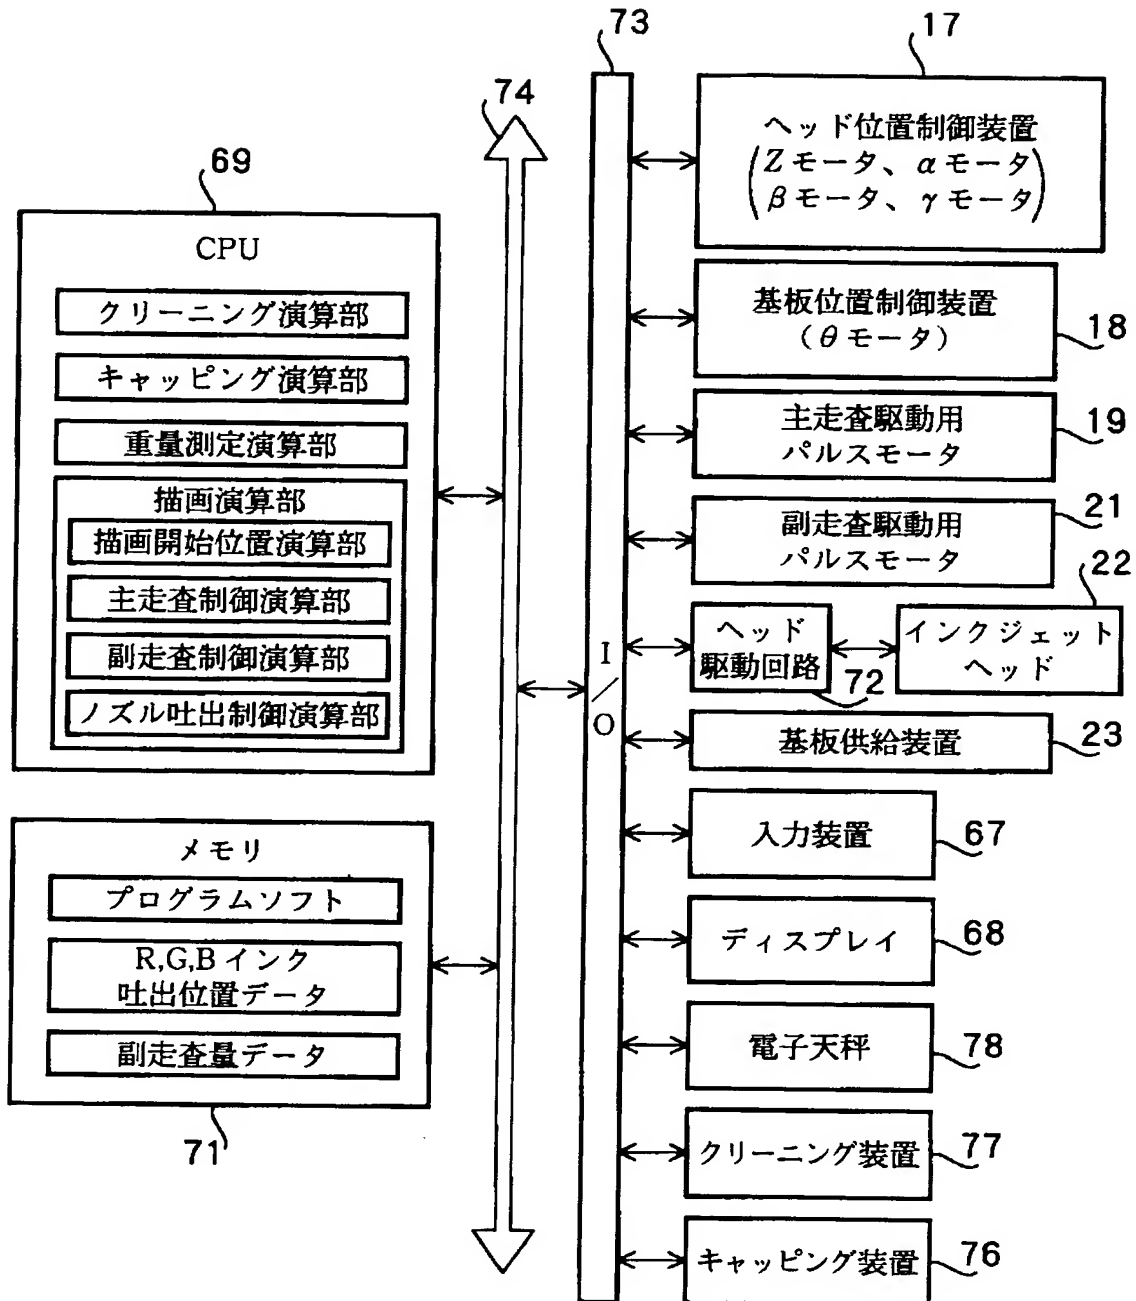 73
17
74
69
CPU
クリーニング演算部
キャッピング演算部
重量測定演算部
描画演算部
描画開始位置演算部
主走査制御演算部
副走査制御演算部
ノズル吐出制御演算部
メモリ
プログラムソフト
R,G,B インク
吐出位置データ
副走査量データ
71
I
/
O
ヘッド位置制御装置
(Zモータ、αモータ
βモータ、γモータ)
基板位置制御装置
(θモータ)
18
主走査駆動用
パルスモータ
19
副走査駆動用
パルスモータ
21
ヘッド
駆動回路
72
インクジェット
ヘッド
22
基板供給装置
23
入力装置
67
ディスプレイ
68
電子天秤
78
クリーニング装置
77
キャッピング装置
76